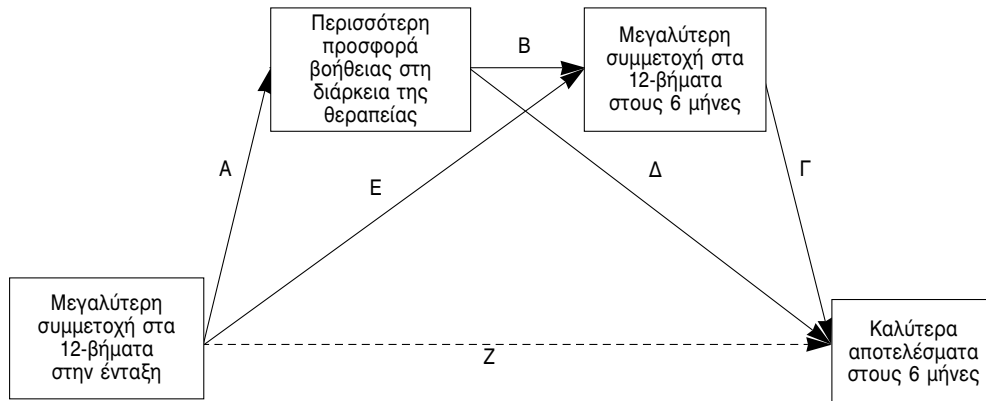 Περισσότερη
προσφορά
βοήθειας στη
διάρκεια της
θεραπείας
Β
Μεγαλύτερη
συμμετοχή στα
12-βήματα
στους 6 μήνες
Α
Ε
Δ
Γ
Μεγαλύτερη
συμμετοχή στα
12-βήματα
στην ένταξη
Ζ
Καλύτερα
αποτελέσματα
στους 6 μήνες